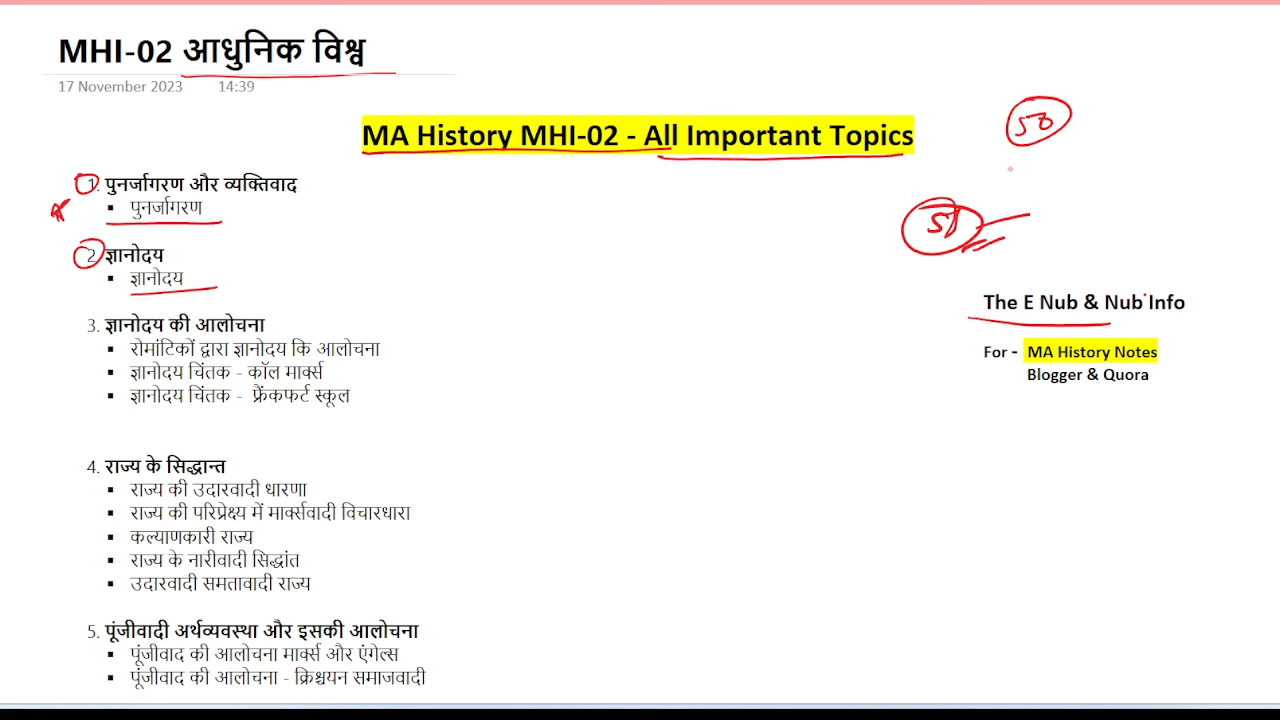 MHI-02 आधुनिक विश्व
17 November 2023 14:39
MA History MHI-02 - All Important Topics
50
1. पुनर्जागरण और व्यक्तिवाद
▪ पुनर्जागरण
2. ज्ञानोदय
▪ ज्ञानोदय
3. ज्ञानोदय की आलोचना
▪ रोमांटिकों द्वारा ज्ञानोदय कि आलोचना
▪ ज्ञानोदय चिंतक - कॉल मार्क्स
▪ ज्ञानोदय चिंतक - फ्रैंकफर्ट स्कूल
4. राज्य के सिद्धान्त
▪ राज्य की उदारवादी धारणा
▪ राज्य की परिप्रेक्ष्य में मार्क्सवादी विचारधारा
▪ कल्याणकारी राज्य
▪ राज्य के नारीवादी सिद्धांत
▪ उदारवादी समतावादी राज्य
5. पूंजीवादी अर्थव्यवस्था और इसकी आलोचना
▪ पूंजीवाद की आलोचना मार्क्स और एंगेल्स
▪ पूंजीवाद की आलोचना - क्रिश्चयन समाजवादी
The E Nub & Nub Info
For - MA History Notes
Blogger & Quora